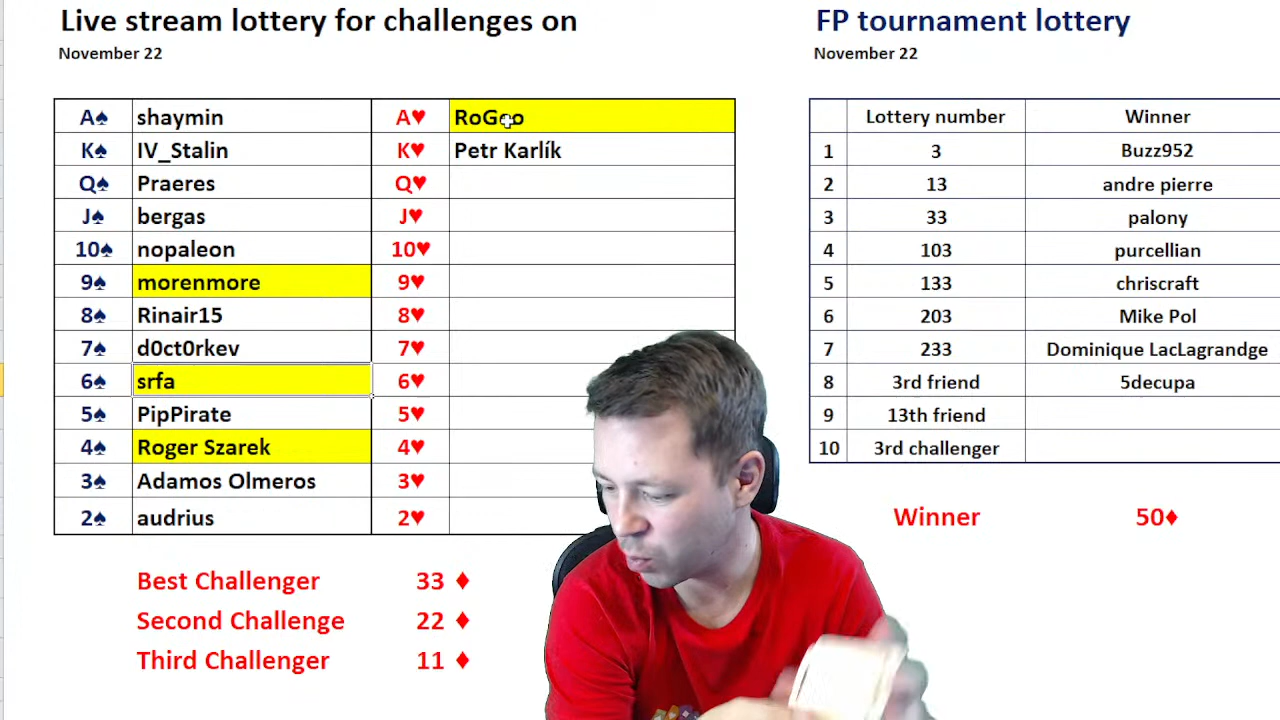 Live stream lottery for challenges on
November 22
A♠ shaymin A♥
K♠ IV_Stalin K♥ Petr Karlík
Q♠ Praeres Q♥
J♠ bergas J♥
10♠ nopaleon 10♥
9♠ morenmore 9♥
8♠ Rinair15 8♥
7♠ d0ct0rkev 7♥
6♠ srfa 6♥
5♠ PipPirate 5♥
4♠ Roger Szarek 4♥
3♠ Adamos Olmeros 3♥
2♠ audrius 2♥
Best Challenger 33 ♦
Second Challenge 22 ♦
Third Challenger 11 ♦
FP tournament lottery
November 22
Lottery number Winner
1 3 Buzz952
2 13 andre pierre
3 33 palony
4 103 purcellian
5 133 chriscraft
6 203 Mike Pol
7 233 Dominique LacLagrandge
8 3rd friend 5decupa
9 13th friend
10 3rd challenger
Winner 50♦